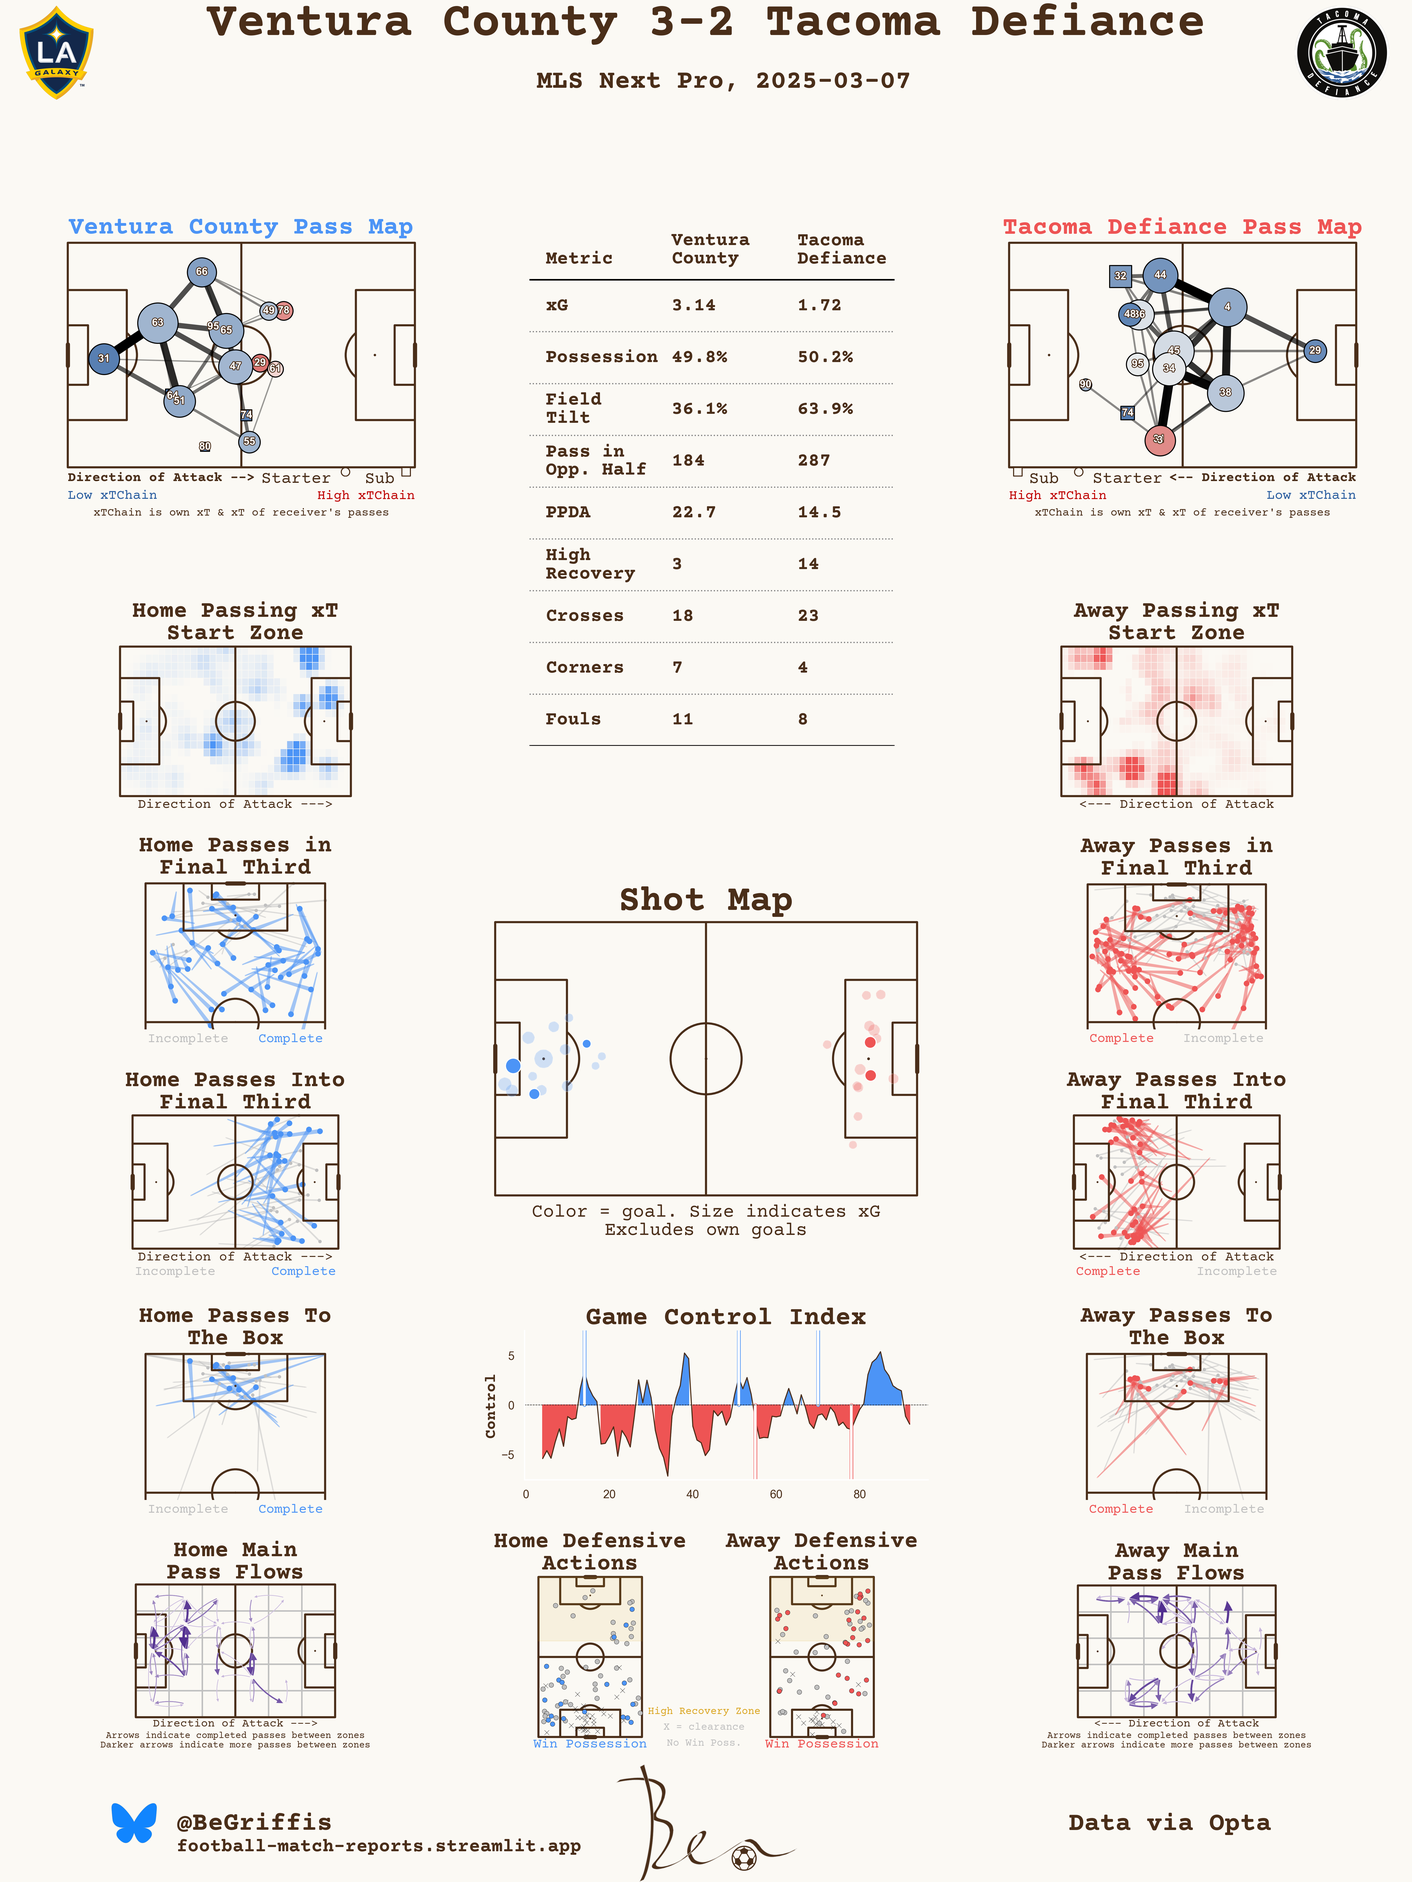 Ventura County 3-2 Tacoma Defiance
MLS Next Pro, 2025-03-07
LA
GALAXY
™
TACOMA
DEFIANCE
Ventura County Pass Map
66
49
78
63
95
65
31
47
29
61
64
51
74
55
80
Direction of Attack --> Starter Sub
Low xTChain High xTChain
xTChain is own xT & xT of receiver's passes
Metric Ventura County Tacoma Defiance
xG 3.14 1.72
Possession 49.8% 50.2%
Field Tilt 36.1% 63.9%
Pass in Opp. Half 184 287
PPDA 22.7 14.5
High Recovery 3 14
Crosses 18 23
Corners 7 4
Fouls 11 8
Tacoma Defiance Pass Map
32
44
4
48
45
29
95
34
90
38
74
Sub Starter <-- Direction of Attack
High xTChain Low xTChain
xTChain is own xT & xT of receiver's passes
Home Passing xT
Start Zone
Direction of Attack --->
Away Passing xT
Start Zone
<--- Direction of Attack
Home Passes in
Final Third
Incomplete Complete
Away Passes in
Final Third
Complete Incomplete
Shot Map
Color = goal. Size indicates xG
Excludes own goals
Home Passes Into
Final Third
Direction of Attack --->
Incomplete Complete
Away Passes Into
Final Third
<--- Direction of Attack
Complete Incomplete
Home Passes To
The Box
Incomplete Complete
Game Control Index
Control
5
0
−5
0 20 40 60 80
Away Passes To
The Box
Complete Incomplete
Home Main
Pass Flows
Direction of Attack --->
Arrows indicate completed passes between zones
Darker arrows indicate more passes between zones
Home Defensive
Actions
Win Possession
High Recovery Zone
X = clearance
No Win Poss.
Away Defensive
Actions
Win Possession
Away Main
Pass Flows
<--- Direction of Attack
Arrows indicate completed passes between zones
Darker arrows indicate more passes between zones
@BeGriffis
football-match-reports.streamlit.app
Ben
Data via Opta